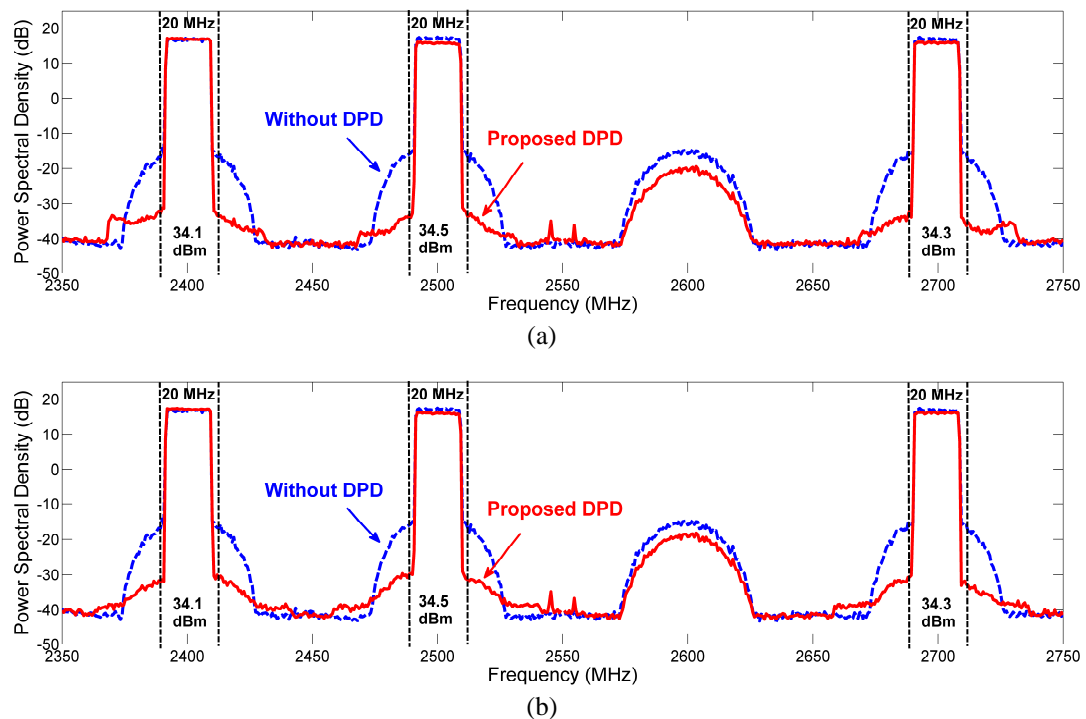 20 MHz 20 MHz 20 MHz
20
10
0
-10
-20
-30
-40
-50
Power Spectral Density (dB)
Without DPD
Proposed DPD
34.1
dBm
34.5
dBm
34.3
dBm
2350 2400 2450 2500 2550 2600 2650 2700 2750
Frequency (MHz)
(a)
20 MHz 20 MHz 20 MHz
20
10
0
-10
-20
-30
-40
-50
Power Spectral Density (dB)
Without DPD
Proposed DPD
34.1
dBm
34.5
dBm
34.3
dBm
2350 2400 2450 2500 2550 2600 2650 2700 2750
Frequency (MHz)
(b)